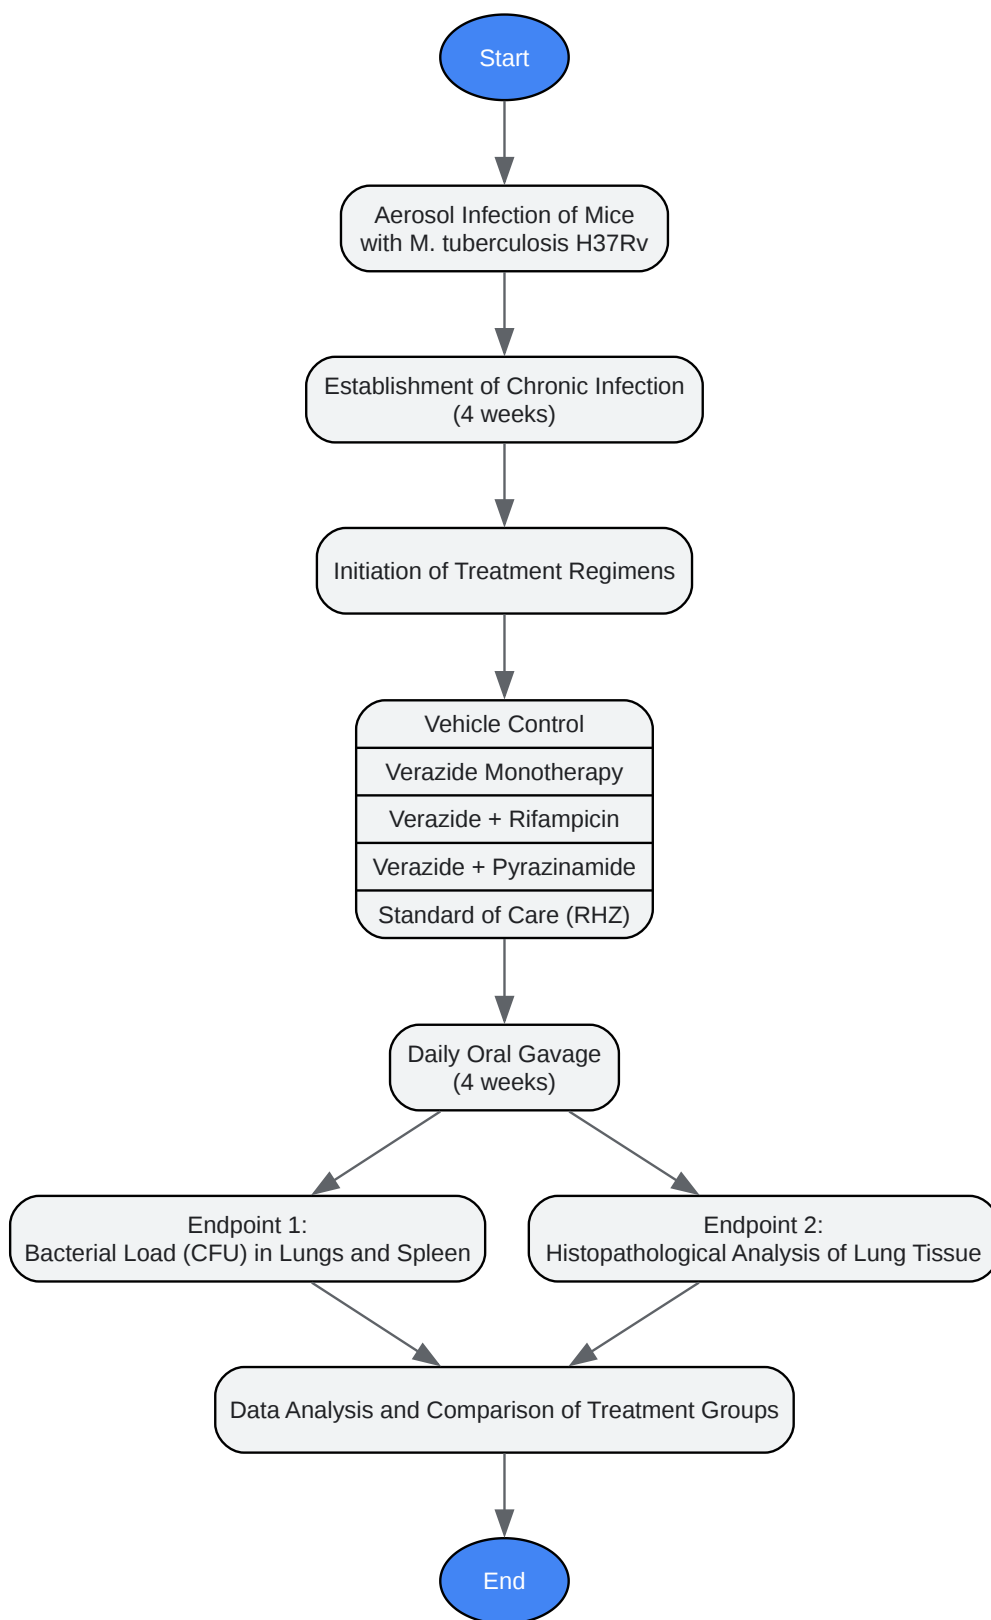 Start
Aerosol Infection of Mice
with M. tuberculosis H37Rv
Establishment of Chronic Infection
(4 weeks)
Initiation of Treatment Regimens
Vehicle Control
Verazide Monotherapy
Verazide + Rifampicin
Verazide + Pyrazinamide
Standard of Care (RHZ)
Daily Oral Gavage
(4 weeks)
Endpoint 1:
Bacterial Load (CFU) in Lungs and Spleen
Endpoint 2:
Histopathological Analysis of Lung Tissue
Data Analysis and Comparison of Treatment Groups
End